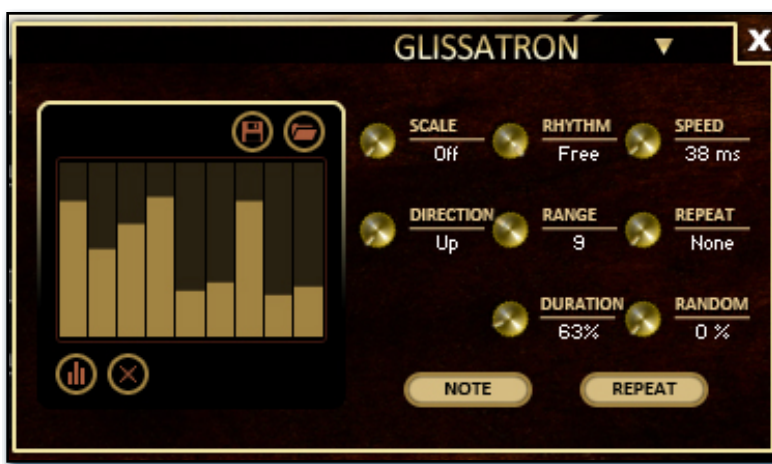 GLISSATRON
X
SCALE
Off
RHYTHM
Free
SPEED
38 ms
DIRECTION
Up
RANGE
9
REPEAT
None
DURATION
63%
RANDOM
0 %
NOTE
REPEAT